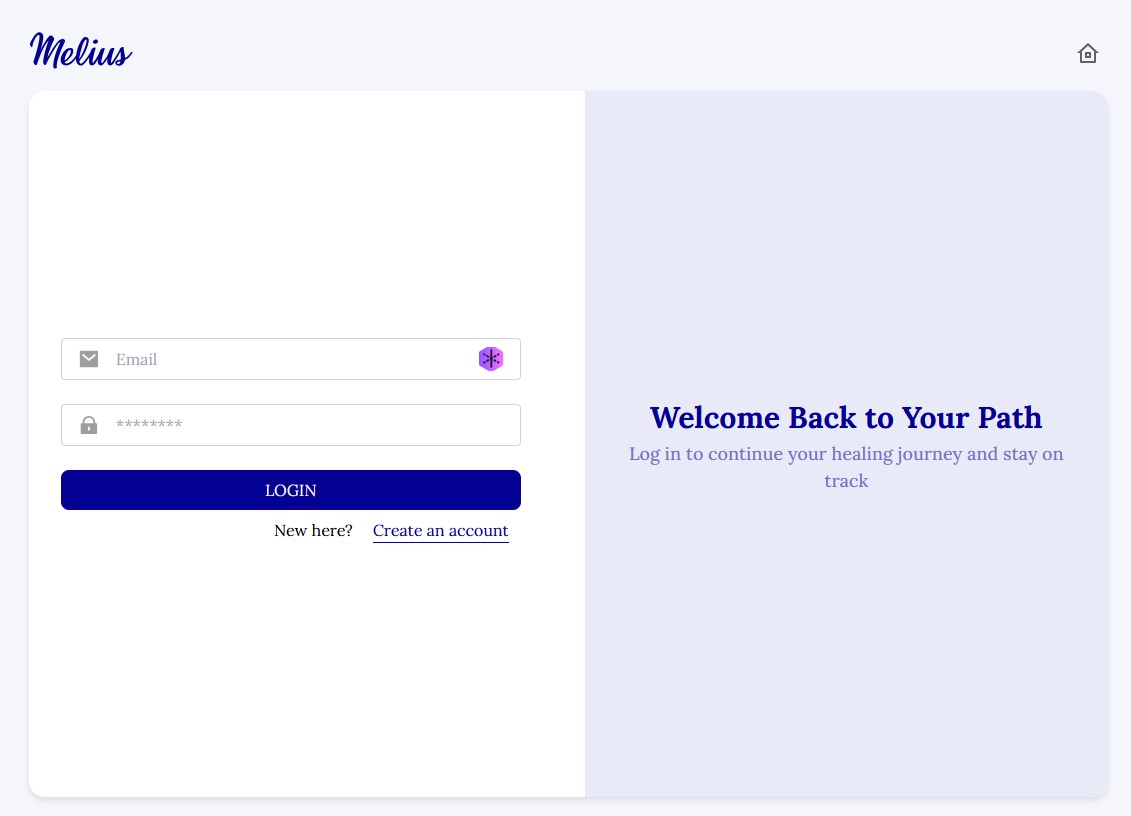 Melius
Email
********
LOGIN
New here? Create an account
Welcome Back to Your Path
Log in to continue your healing journey and stay on
track